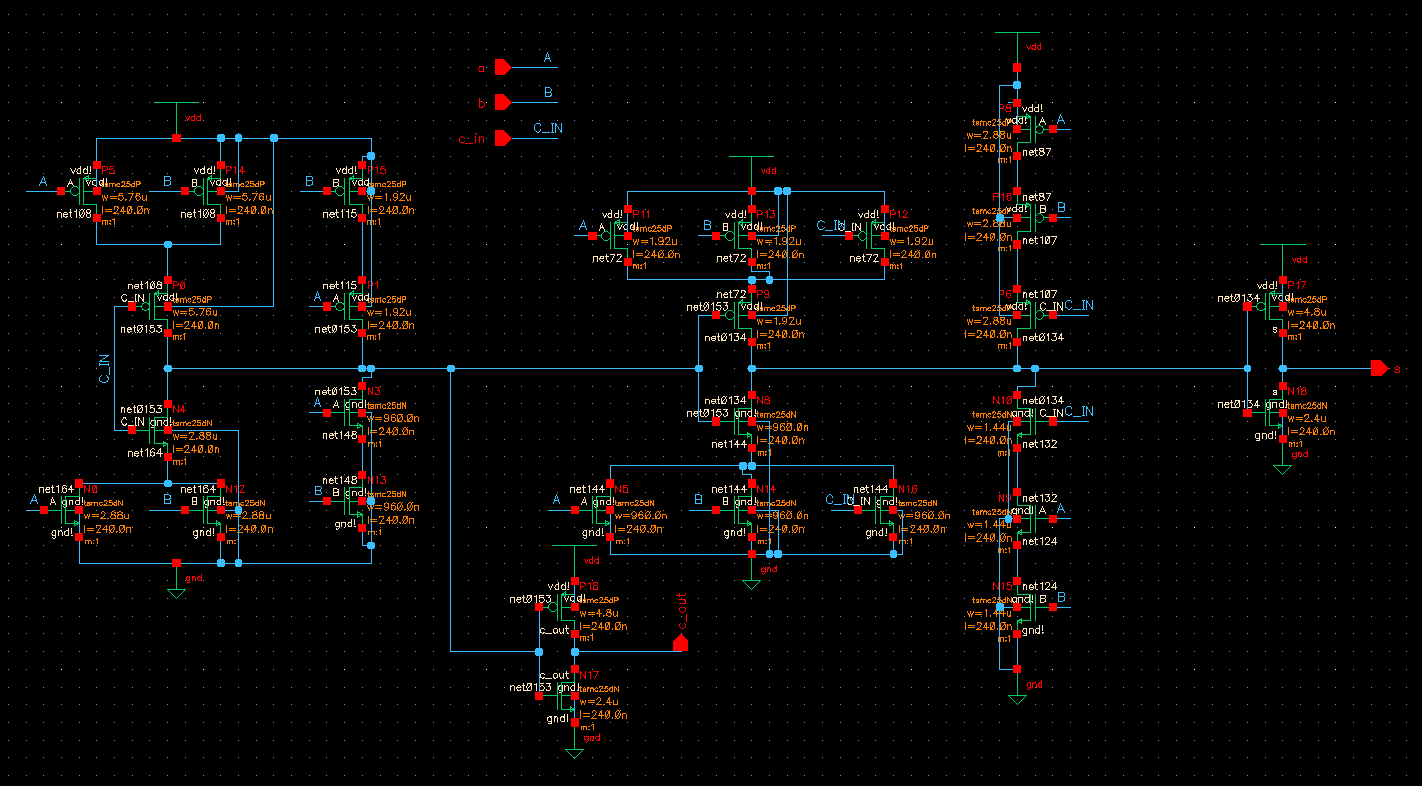 vdd
a
A
b
B
c_in
C_IN
vdd
vdd!
P5
A
A
vdd!
tsmc25dP
w=5.76u
l=240.0n
m:1
net108
vdd!
P14
B
B
vdd!
tsmc25dP
w=5.76u
l=240.0n
m:1
net108
vdd!
P15
B
B
vdd!
tsmc25dP
w=1.92u
l=240.0n
m:1
net115
net108
P0
C_IN
vdd!
tsmc25dP
w=5.76u
l=240.0n
m:1
net0153
net115
P1
A
A
vdd!
tsmc25dP
w=1.92u
l=240.0n
m:1
net0153
C_IN
net0153
N4
C_IN
gnd!
tsmc25dN
w=2.88u
l=240.0n
m:1
net164
net0153
N3
A
A
gnd!
tsmc25dN
w=960.0n
l=240.0n
m:1
net148
net164
A
A
gnd!
tsmc25dN
w=2.88u
l=240.0n
m:1
gnd!
net164
N12
B
B
gnd!
tsmc25dN
w=2.88u
l=240.0n
m:1
gnd!
net148
N13
B
B
gnd!
tsmc25dN
w=960.0n
l=240.0n
m:1
gnd!
gnd
vdd
vdd!
P11
A
A
vdd!
tsmc25dP
w=1.92u
l=240.0n
m:1
net72
vdd!
P13
B
B
vdd!
tsmc25dP
w=1.92u
l=240.0n
m:1
net72
vdd!
P12
C_IN
C_IN
vdd!
tsmc25dP
w=1.92u
l=240.0n
m:1
net72
net72
P9
net0153
vdd!
tsmc25dP
w=1.92u
l=240.0n
m:1
net0134
net0134
N6
net0153
gnd!
tsmc25dN
w=960.0n
l=240.0n
m:1
net144
net144
N5
A
A
gnd!
tsmc25dN
w=960.0n
l=240.0n
m:1
gnd!
net144
N14
B
B
gnd!
tsmc25dN
w=960.0n
l=240.0n
m:1
gnd!
net144
N16
C_IN
C_IN
gnd!
tsmc25dN
w=960.0n
l=240.0n
m:1
gnd!
gnd
vdd
vdd!
P18
net0153
vdd!
tsmc25dP
w=4.8u
l=240.0n
m:1
c_out
c_out
c_out
N17
net0153
gnd!
tsmc25dN
w=2.4u
l=240.0n
m:1
gnd!
gnd
P8
vdd!
tsmc25dP
vdd!
A
A
w=2.88u
l=240.0n
m:1
net87
P16
net87
tsmc25dP
vdd!
B
B
w=2.88u
l=240.0n
m:1
net107
net107
tsmc25dP
vdd!
C_IN
C_IN
w=2.88u
l=240.0n
m:1
net0134
N10
net0134
tsmc25dN
gnd!
C_IN
C_IN
w=1.44u
l=240.0n
m:1
net132
N9
net132
tsmc25dN
gnd!
A
A
w=1.44u
l=240.0n
m:1
net124
N15
net124
tsmc25dN
gnd!
B
B
w=1.44u
l=240.0n
m:1
gnd!
gnd
vdd
vdd!
P17
net0134
vdd!
tsmc25dP
w=4.8u
l=240.0n
m:1
s
s
s
N18
net0134
gnd!
tsmc25dN
w=2.4u
l=240.0n
m:1
gnd!
gnd